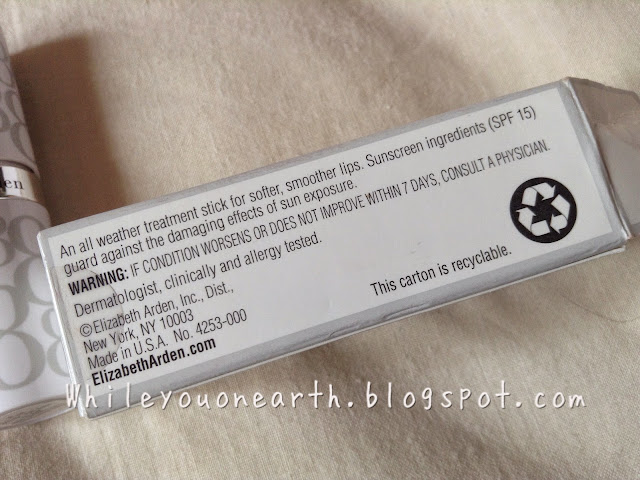 An all weather treatment stick for softer, smoother lips. Sunscreen ingredients (SPF 15)
guard against the damaging effects of sun exposure.
WARNING: IF CONDITION WORSENS OR DOES NOT IMPROVE WITHIN 7 DAYS, CONSULT A PHYSICIAN.
Dermatologist, clinically and allergy tested.
©Elizabeth Arden, Inc., Dist.,
New York, NY 10003
Made in U.S.A. No. 4253-000
ElizabethArden.com
This carton is recyclable.
Whileyouonearth.blogspot.com